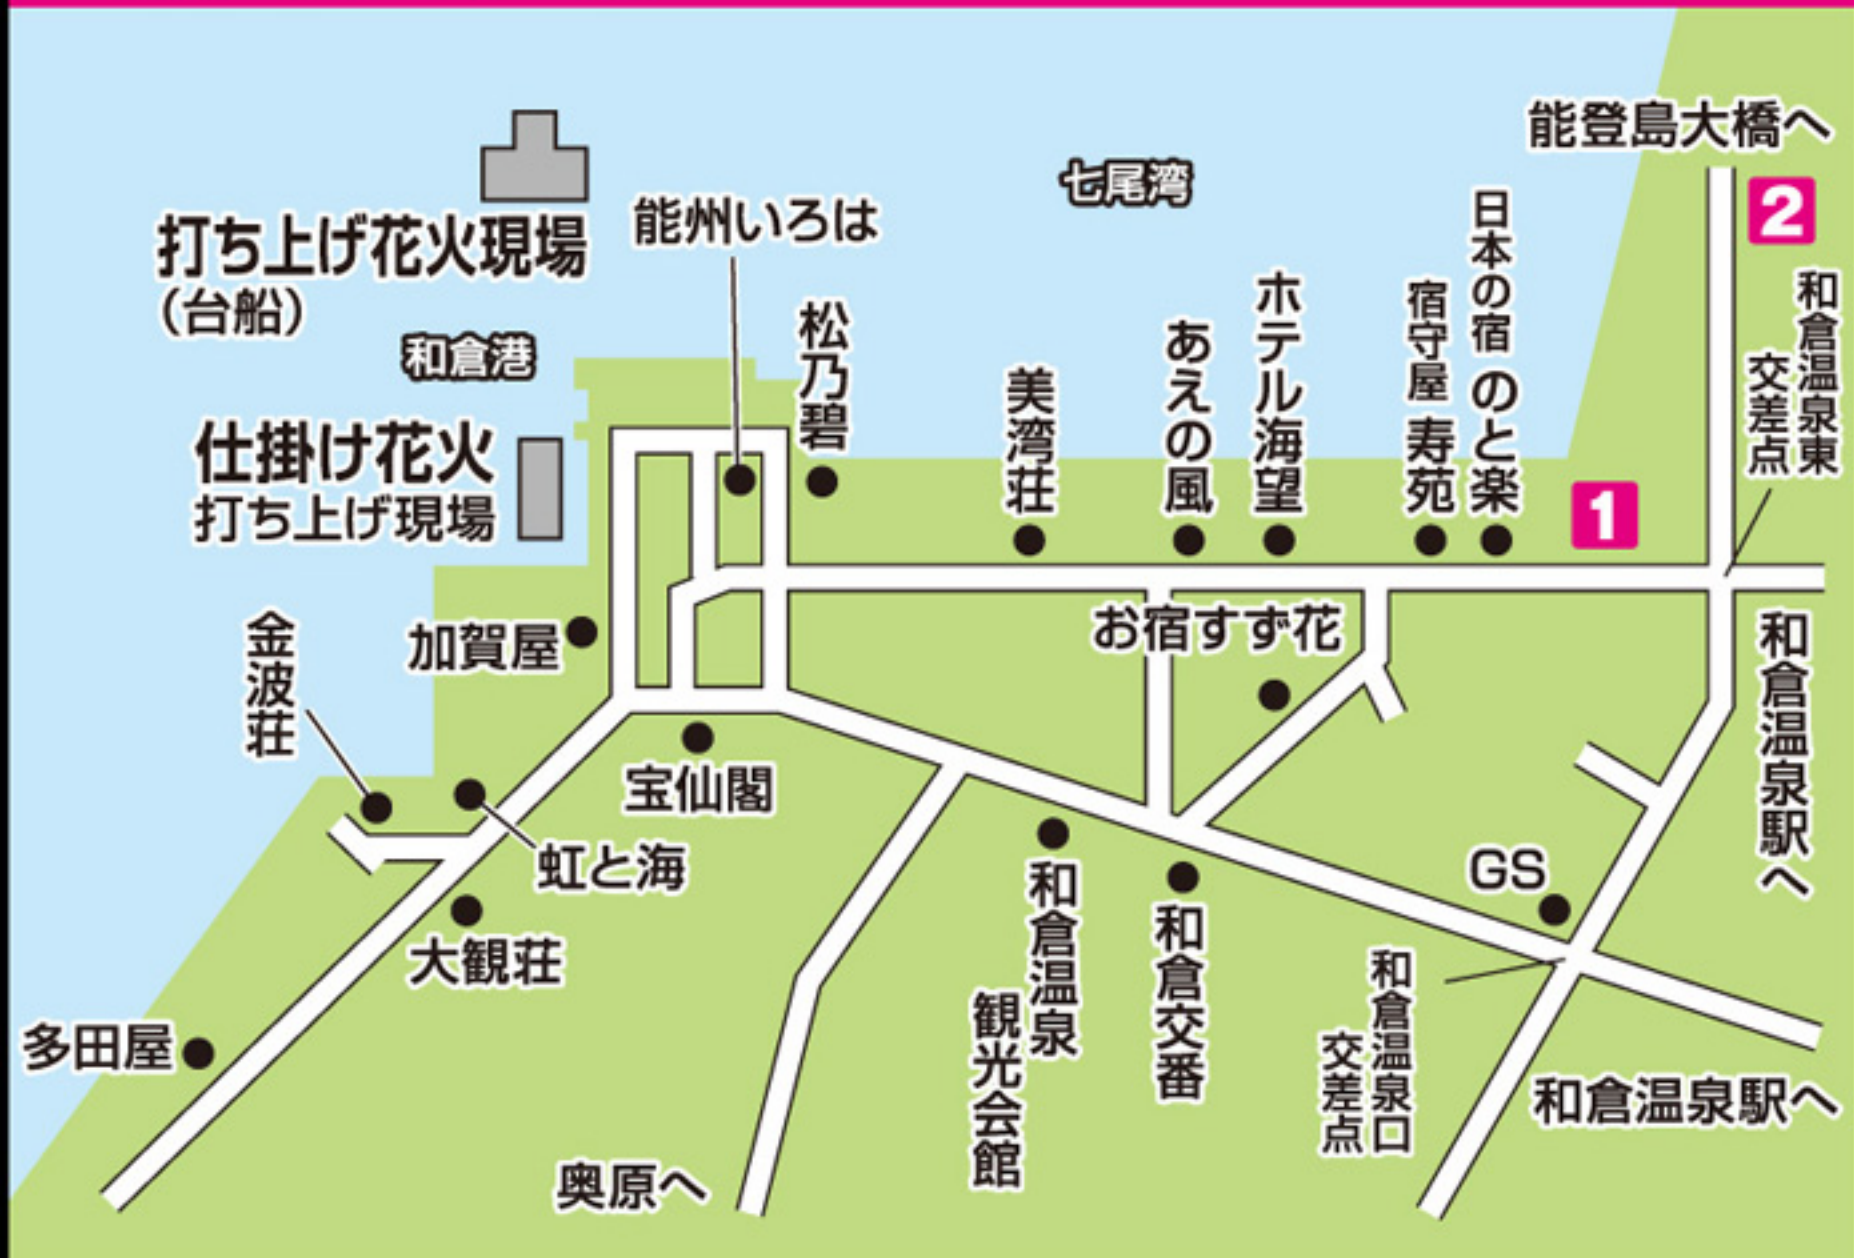 能登島大橋へ
2
七尾湾
打ち上げ花火現場
（台船）
能州いろは
和倉港
松乃碧
美湾荘
あえの風
ホテル海望
宿守屋 寿苑
日本の宿 のと楽
1
和倉温泉東
交差点
仕掛け花火
打ち上げ現場
加賀屋
金波荘
お宿すず花
和倉温泉駅へ
宝仙閣
虹と海
大観荘
GS
和倉温泉
観光会館
和倉交番
和倉温泉口
交差点
多田屋
和倉温泉駅へ
奥原へ